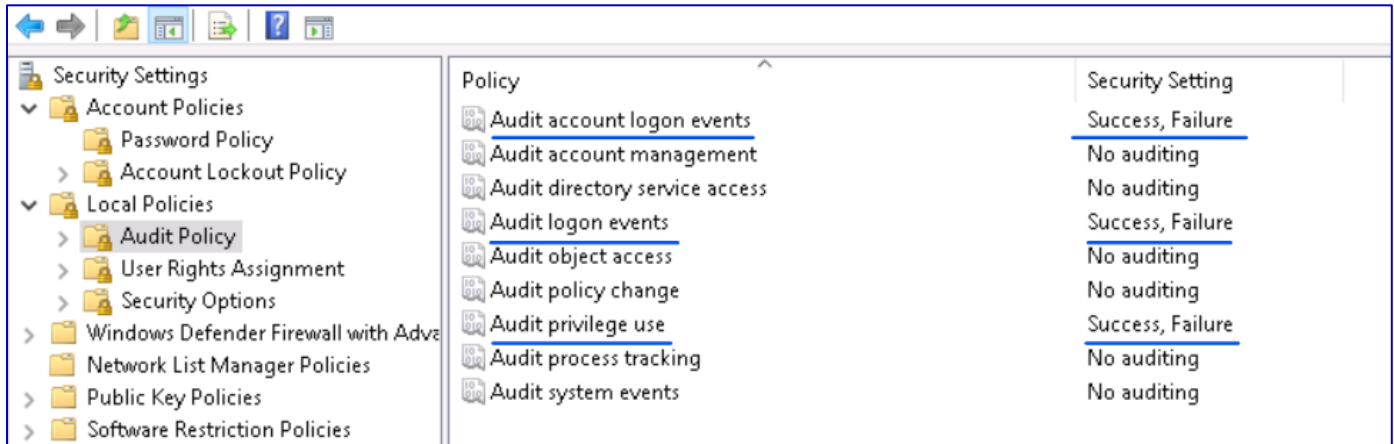 Security Settings
Account Policies
Password Policy
Account Lockout Policy
Local Policies
Audit Policy
User Rights Assignment
Security Options
Windows Defender Firewall with Adva
Network List Manager Policies
Public Key Policies
Software Restriction Policies
Policy Security Setting
Audit account logon events Success, Failure
Audit account management No auditing
Audit directory service access No auditing
Audit logon events Success, Failure
Audit object access No auditing
Audit policy change No auditing
Audit privilege use Success, Failure
Audit process tracking No auditing
Audit system events No auditing